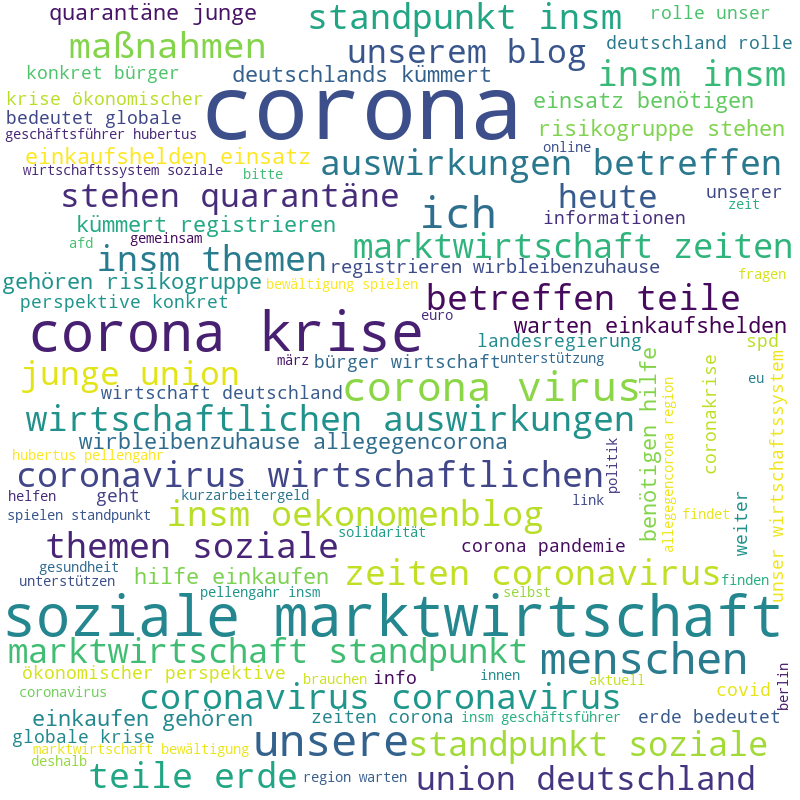 quarantäne junge
standpunkt insm
rolle unser
maßnahmen
unserem blog
deutschland rolle
konkret bürger
deutschlands kümmert
insm insm
krise ökonomischer
corona
einsatz benötigen
bedeutet globale
geschäftsführer hubertus
risikogruppe stehen
einkaufshelden einsatz
online
wirtschaftssystem soziale
bitte
auswirkungen betreffen
stehen quarantäne
ich
heute
unserer
zeit
kümmert registrieren
informationen
afd
gemeinsam
insm themen
marktwirtschaft zeiten
registrieren wirbleibenzuhause
gehören risikogruppe
bewältigung spielen
fragen
perspektive konkret
betreffen teile
euro
corona krise
warten einkaufshelden
landesregierung
spd
märz
bürger wirtschaft
unterstützung
junge union
wirtschaft deutschland
corona virus
eu
benötigen hilfe
allegegencorona region
coronakrise
unser wirtschaftssystem
wirtschaftlichen auswirkungen
wirbleibenzuhause allegegencorona
hubertus pellengahr
politik
coronavirus wirtschaftlichen
helfen
geht
kurzarbeitergeld
link
weiter
spielen standpunkt
insm oekonomenblog
findet
solidarität
themen soziale
corona pandemie
gesundheit
unterstützen
hilfe einkaufen
zeiten coronavirus
finden
pellengahr insm
selbst
soziale marktwirtschaft
marktwirtschaft standpunkt
menschen
ökonomischer perspektive
brauchen
info
innen
aktuell
berlin
coronavirus
coronavirus coronavirus
covid
einkaufen gehören
zeiten corona
insm geschäftsführer
erde bedeutet
globale krise
marktwirtschaft bewältigung
unsere
standpunkt soziale
deshalb
teile erde
region warten
union deutschland